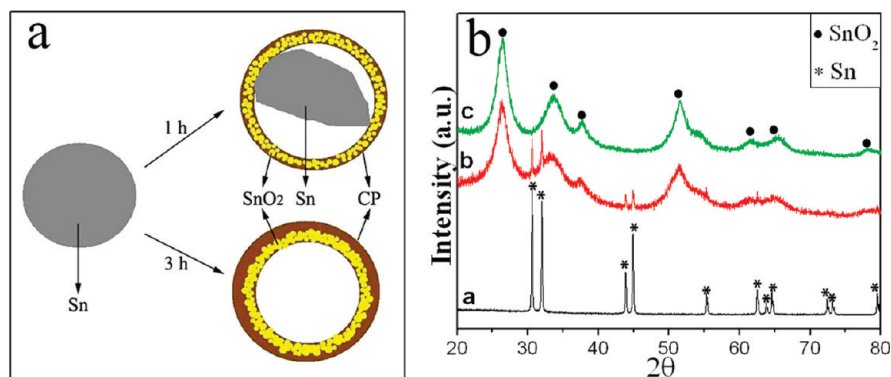 a
1 h
SnO₂ Sn CP
3 h
Sn
b
● SnO₂
* Sn
Intensity (a.u.)
c
b
a
* * * * * * * * * * *
20 30 40 50 60 70 80
2θ